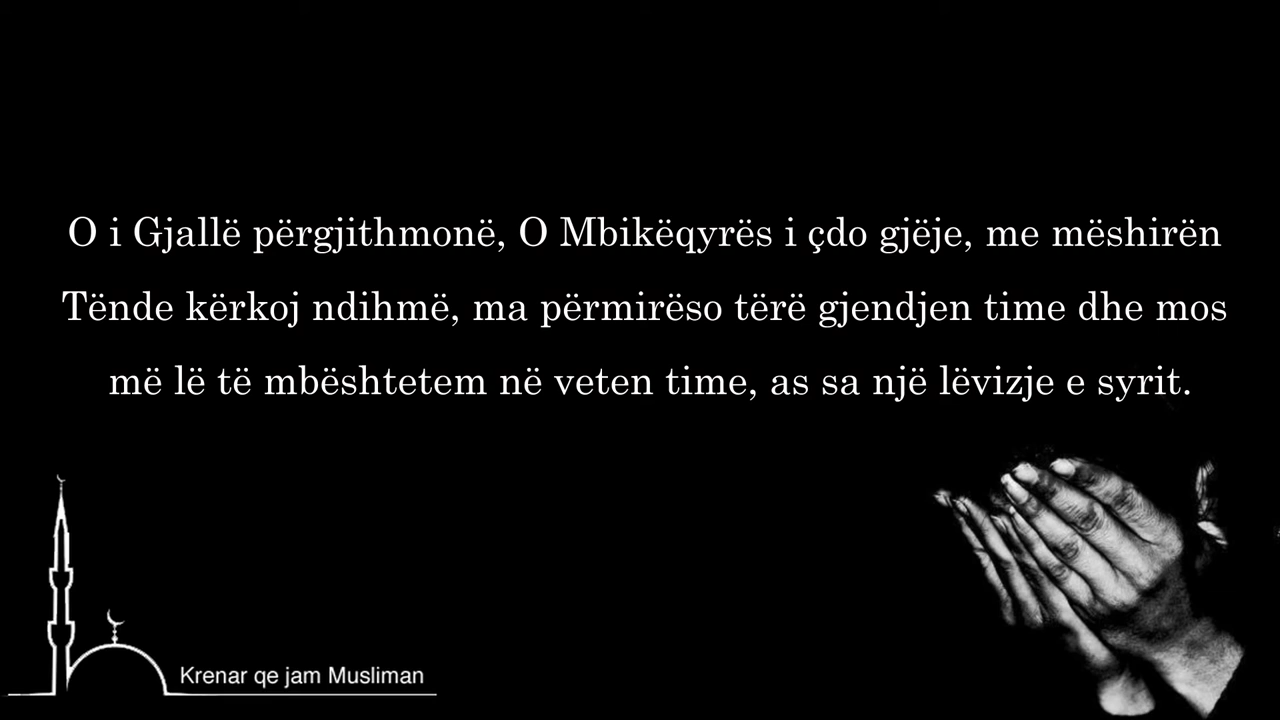 O i Gjallë përgjithmonë, O Mbikëqyrës i çdo gjëje, me mëshirën
Tënde kërkoj ndihmë, ma përmirëso tërë gjendjen time dhe mos
më lë të mbështetem në veten time, as sa një lëvizje e syrit.
Krenar qe jam Musliman